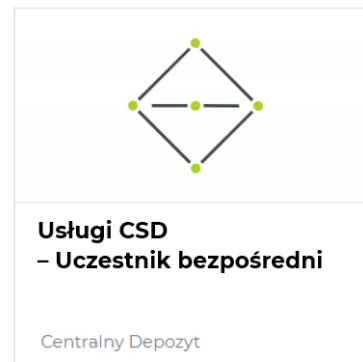 Usługi CSD
– Uczestnik bezpośredni
Centralny Depozyt